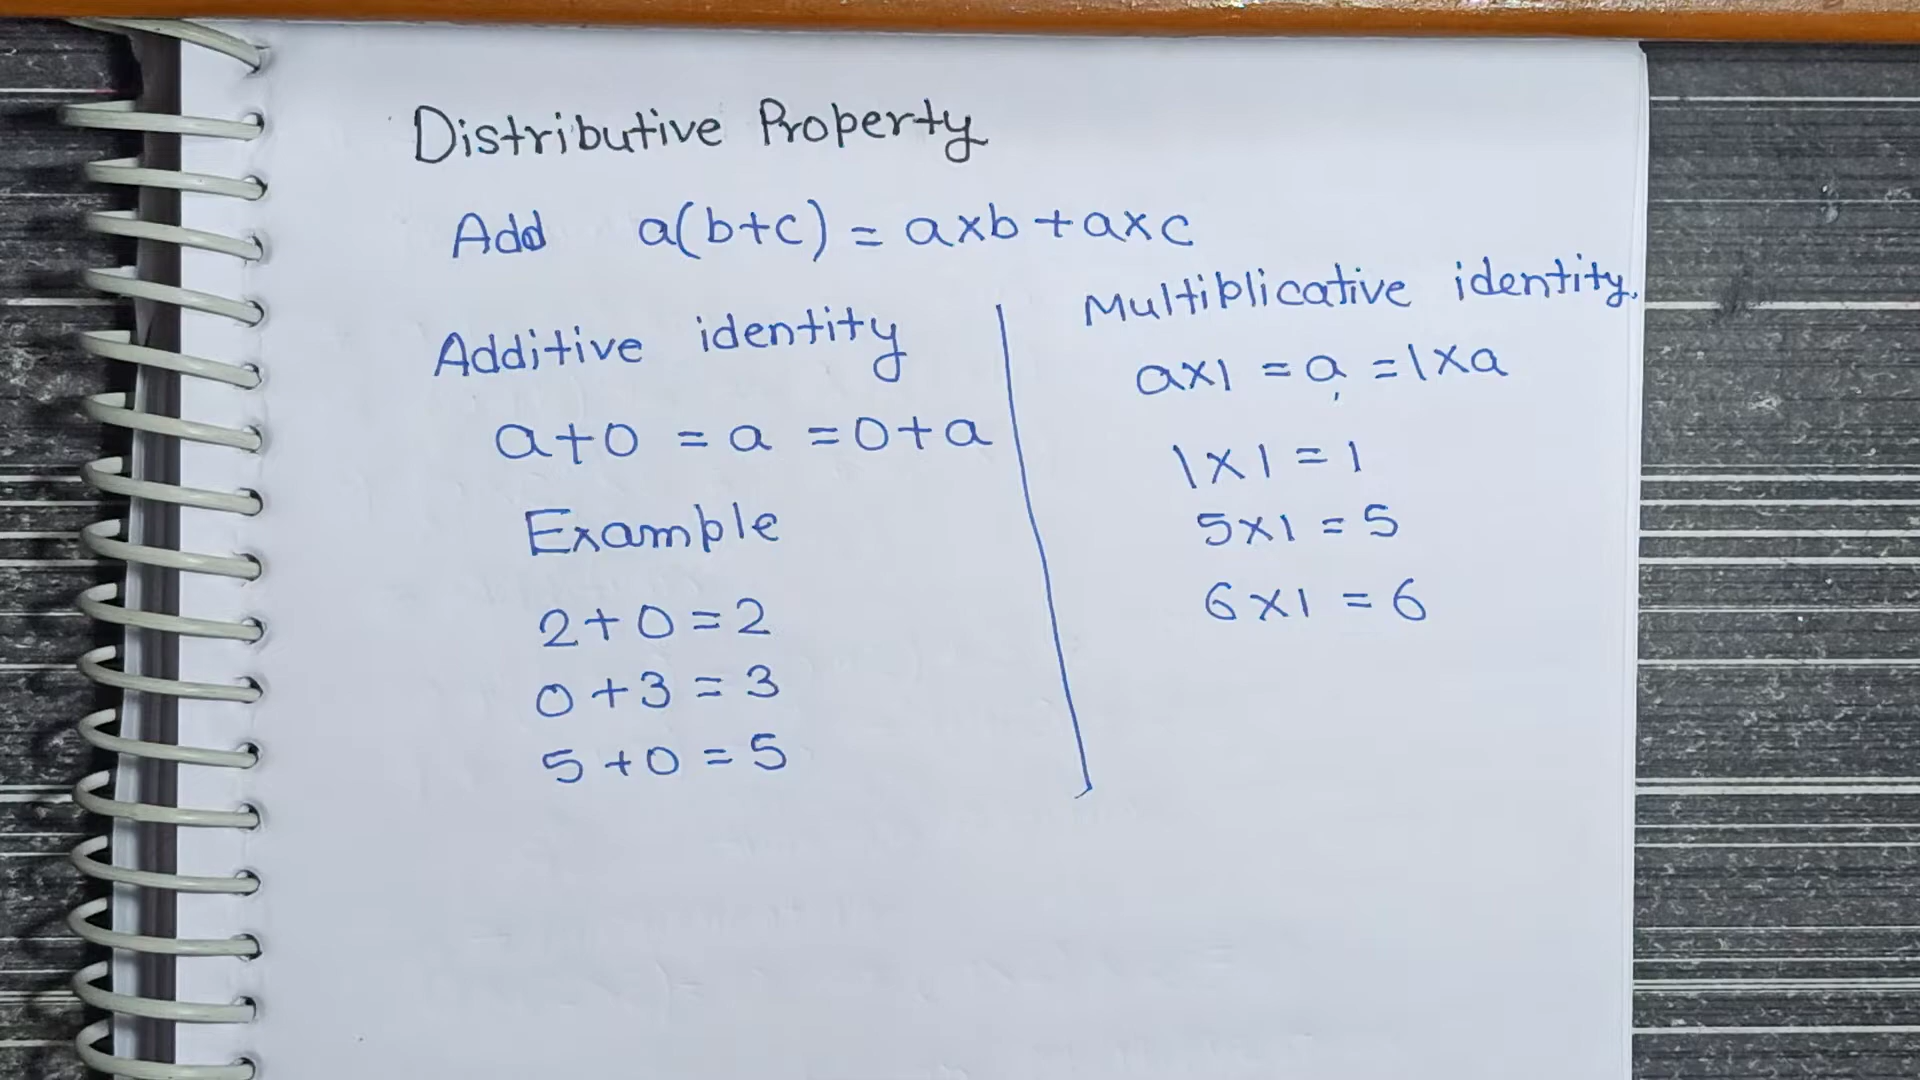 Distributive Property
Add a(b+c) = axb + axc
Additive identity
a+0 = a = 0+a
Example
2+0=2
0+3=3
5+0=5
Multiplicative identity.
ax1 = a = 1xa
1x1=1
5x1=5
6x1=6